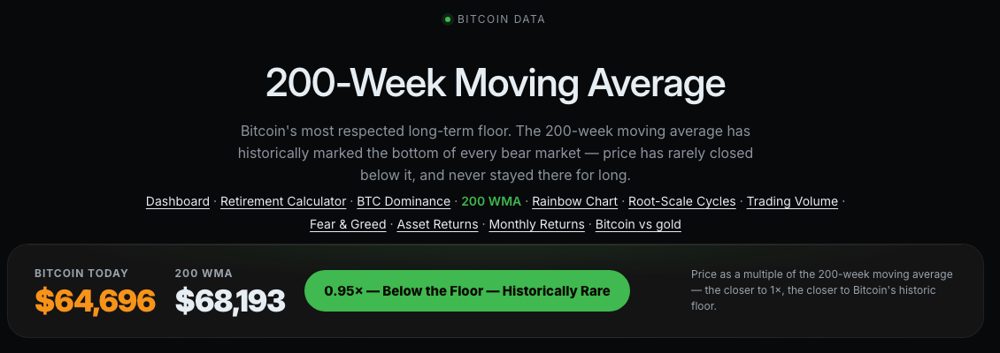 BITCOIN DATA
200-Week Moving Average
Bitcoin's most respected long-term floor. The 200-week moving average has
historically marked the bottom of every bear market — price has rarely closed
below it, and never stayed there for long.
Dashboard · Retirement Calculator · BTC Dominance · 200 WMA · Rainbow Chart · Root-Scale Cycles · Trading Volume ·
Fear & Greed · Asset Returns · Monthly Returns · Bitcoin vs gold
BITCOIN TODAY
$64,696
200 WMA
$68,193
0.95× — Below the Floor — Historically Rare
Price as a multiple of the 200-week moving average
— the closer to 1×, the closer to Bitcoin's historic
floor.